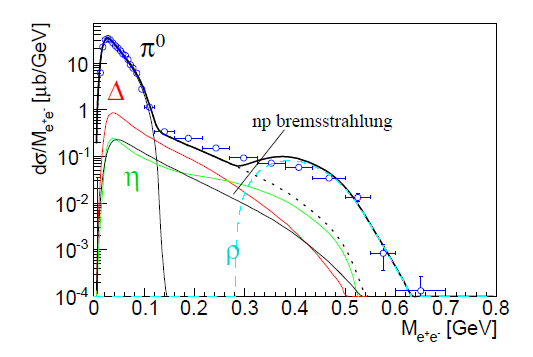 dσ/M_e⁺e⁻ [μb/GeV]
10
1
10⁻¹
10⁻²
10⁻³
10⁻⁴
π⁰
Δ
np bremsstrahlung
η
ρ
0 0.1 0.2 0.3 0.4 0.5 0.6 0.7 0.8
M_e⁺e⁻ [GeV]